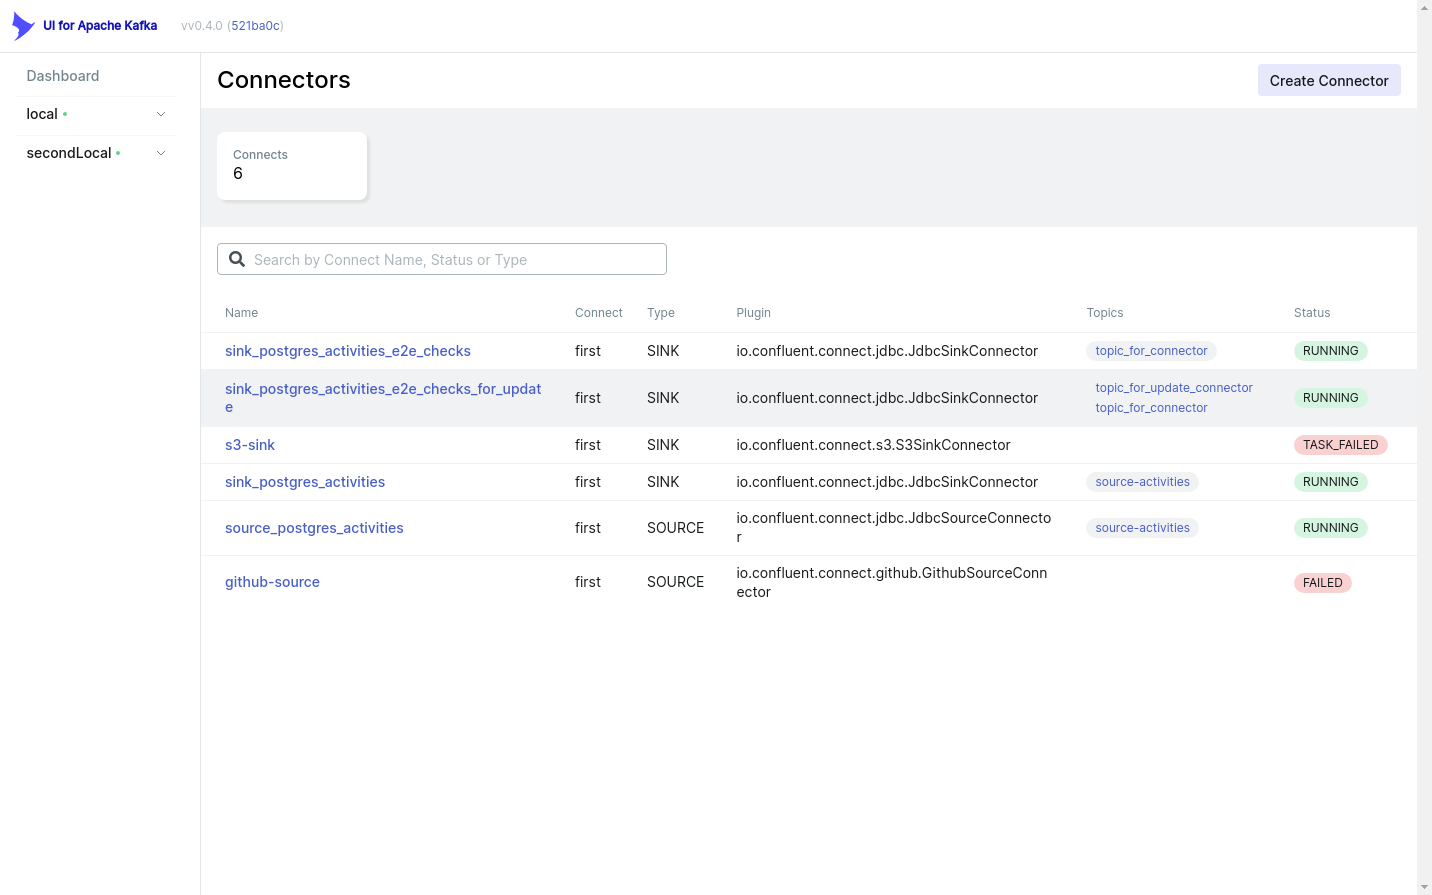 UI for Apache Kafka
vv0.4.0 (521ba0c)
Dashboard
local
secondLocal
Connectors
Create Connector
Connects
6
Search by Connect Name, Status or Type
Name Connect Type Plugin Topics Status
sink_postgres_activities_e2e_checks first SINK io.confluent.connect.jdbc.JdbcSinkConnector topic_for_connector RUNNING
sink_postgres_activities_e2e_checks_for_updat
e
first SINK io.confluent.connect.jdbc.JdbcSinkConnector
topic_for_update_connector
topic_for_connector
RUNNING
s3-sink first SINK io.confluent.connect.s3.S3SinkConnector TASK_FAILED
sink_postgres_activities first SINK io.confluent.connect.jdbc.JdbcSinkConnector source-activities RUNNING
source_postgres_activities first SOURCE
io.confluent.connect.jdbc.JdbcSourceConnecto
r
source-activities RUNNING
github-source first SOURCE
io.confluent.connect.github.GithubSourceConn
ector
FAILED